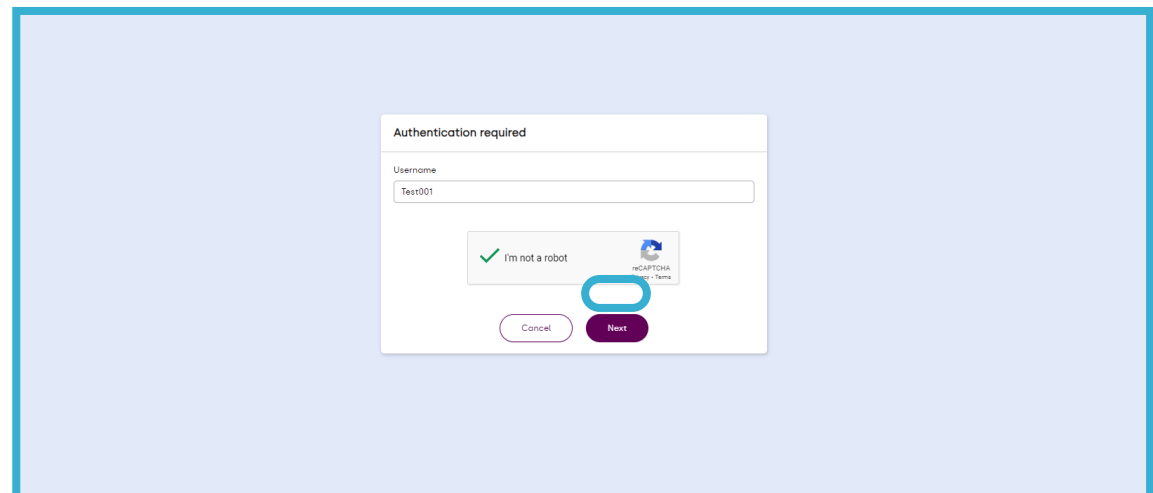 Authentication required
Username
Test001
I'm not a robot
reCAPTCHA
- Terms
Cancel
Next